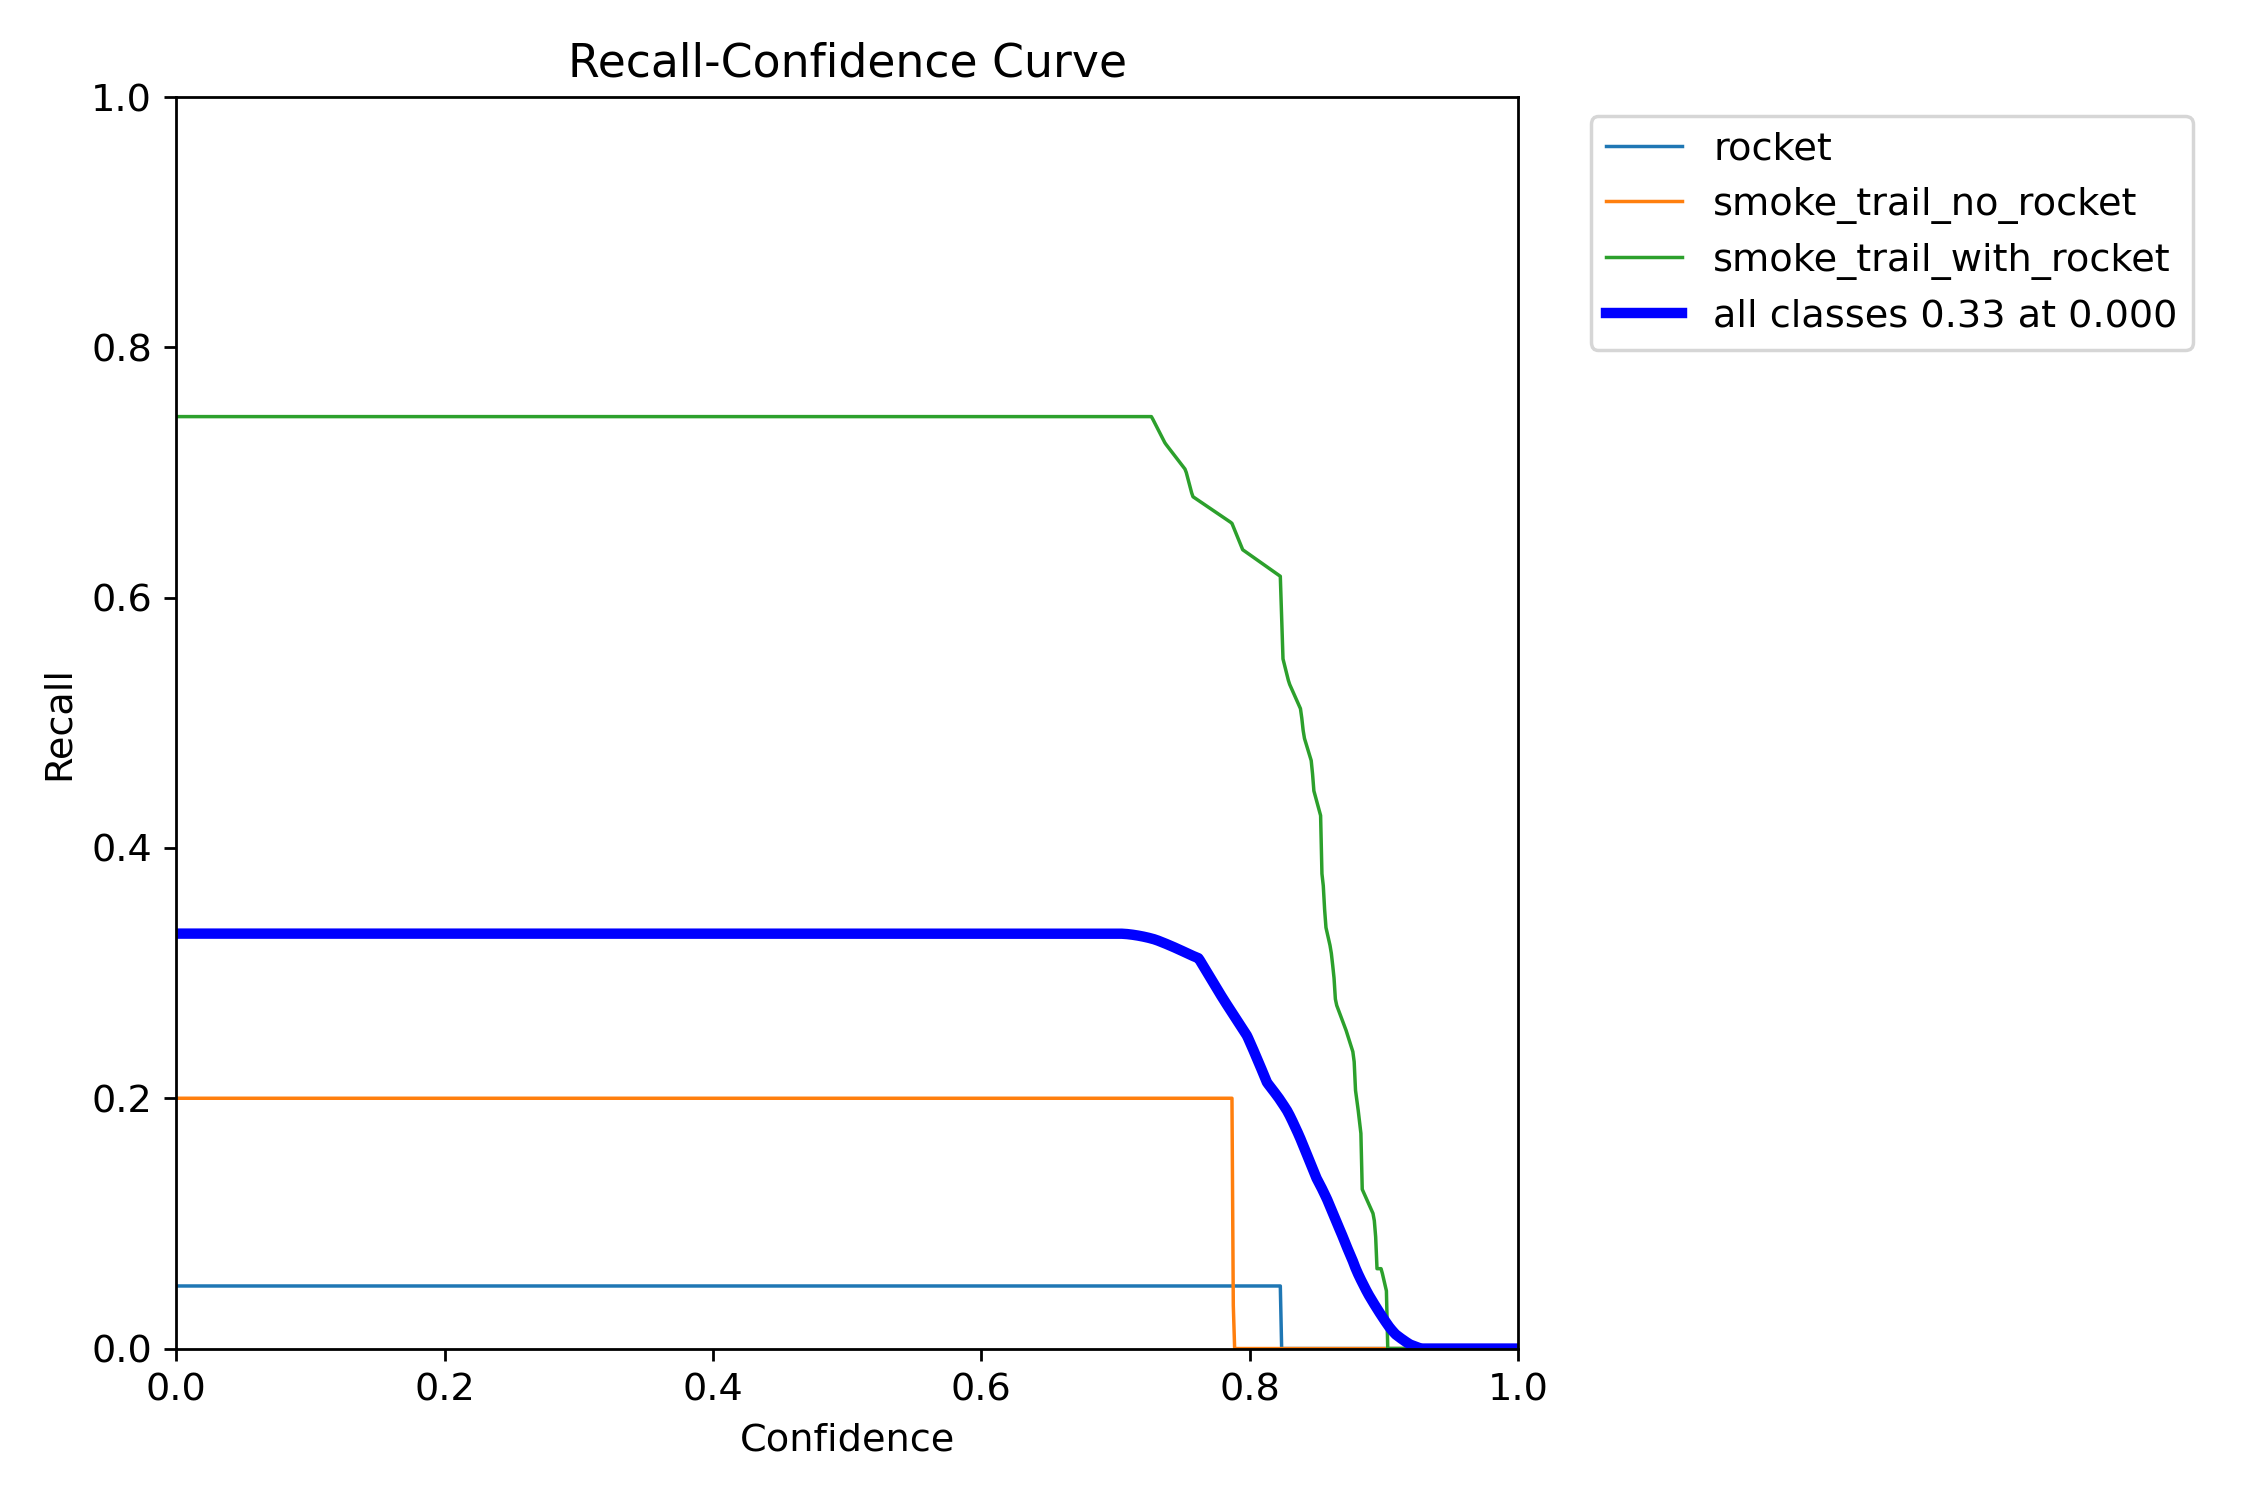 Recall-Confidence Curve
1.0
0.8
0.6
0.4
0.2
0.0
Recall
0.0 0.2 0.4 0.6 0.8 1.0
Confidence
rocket
smoke_trail_no_rocket
smoke_trail_with_rocket
all classes 0.33 at 0.000